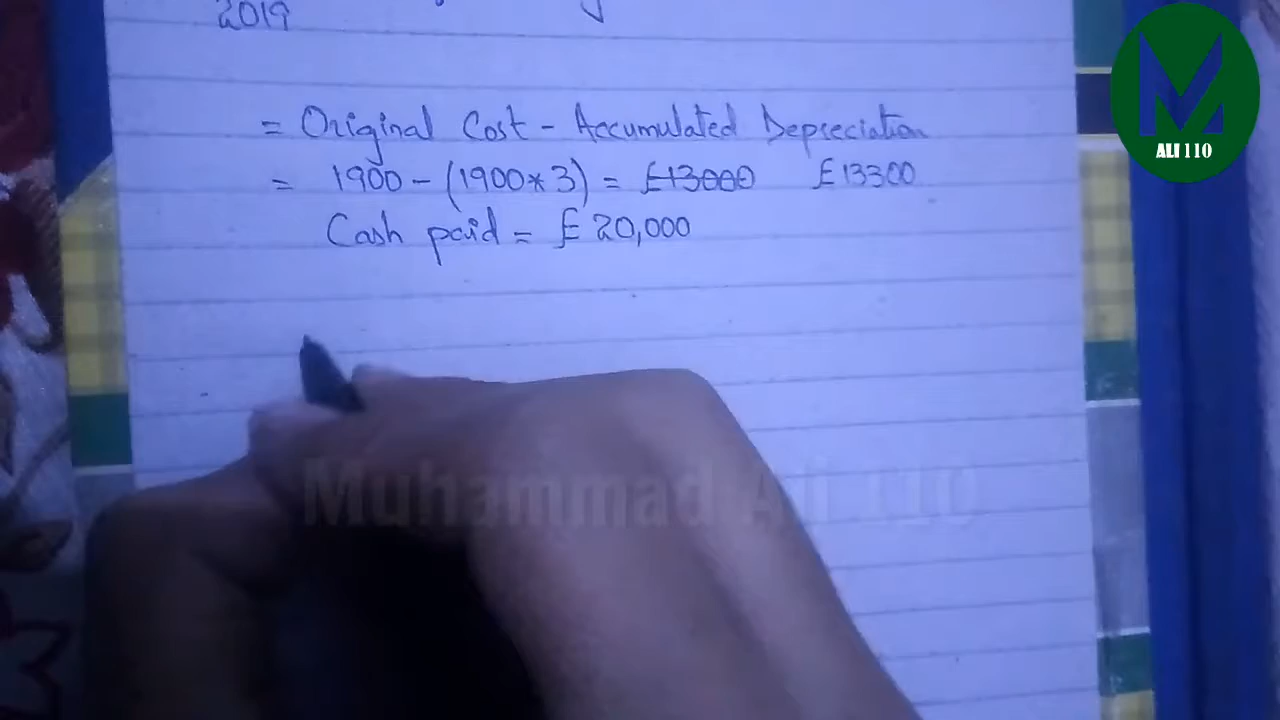 2019
= Original Cost - Accumulated Depreciation
= 1900 - (1900* 3) = £13000 £13300
Cash paid = £ 20,000
M
ALI 110
Muhammad Ali 110